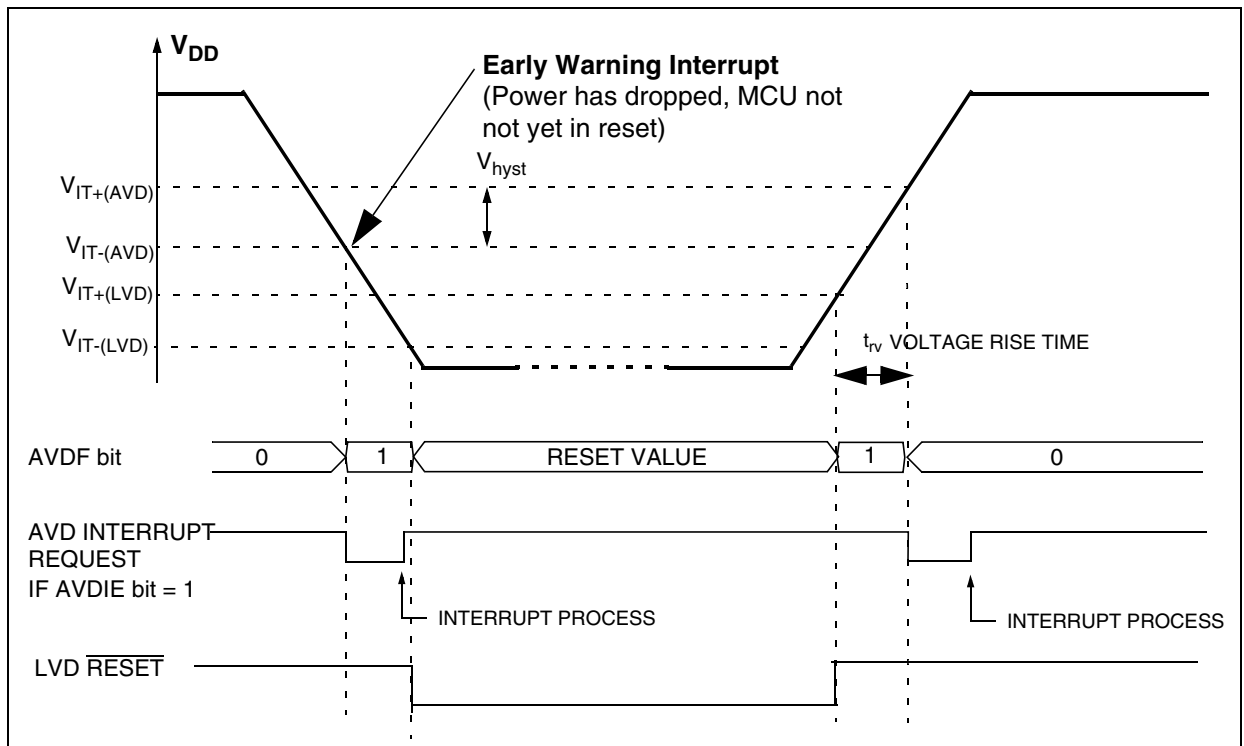 VDD
Early Warning Interrupt
(Power has dropped, MCU not
not yet in reset)
Vhyst
VIT+(AVD)
VIT-(AVD)
VIT+(LVD)
VIT-(LVD)
trv VOLTAGE RISE TIME
AVDF bit
0
1
RESET VALUE
1
0
AVD INTERRUPT
REQUEST
IF AVDIE bit = 1
INTERRUPT PROCESS
INTERRUPT PROCESS
LVD RESET